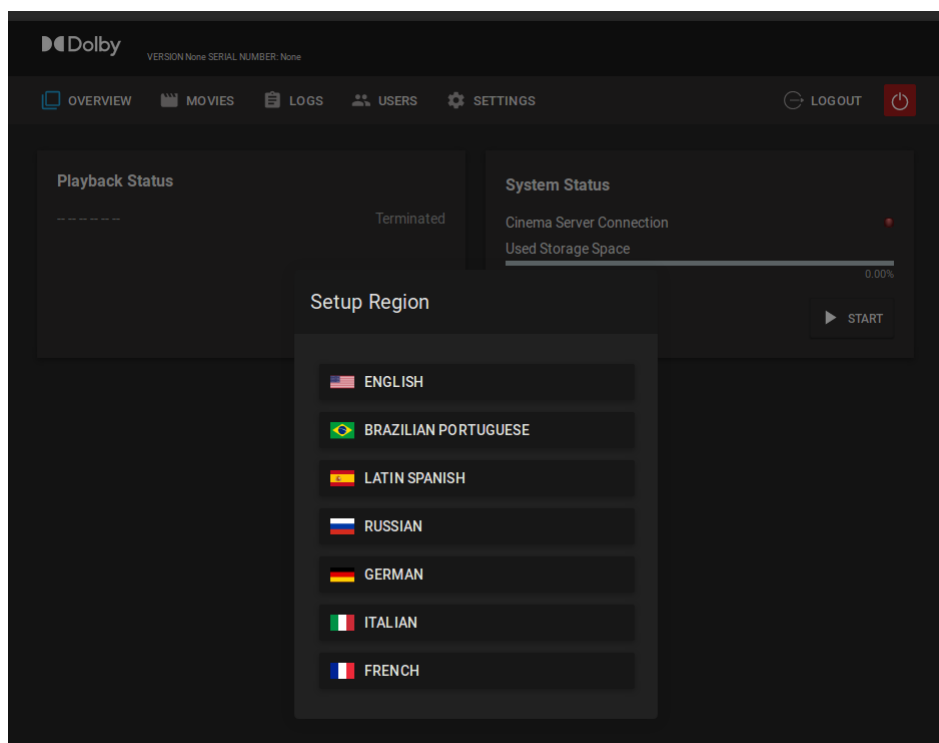 Dolby
VERSION None SERIAL NUMBER: None
OVERVIEW MOVIES LOGS USERS SETTINGS LOGOUT
Playback Status
-- -- -- -- -- --
Terminated
System Status
Cinema Server Connection
Used Storage Space
0.00%
START
Setup Region
ENGLISH
BRAZILIAN PORTUGUESE
LATIN SPANISH
RUSSIAN
GERMAN
ITALIAN
FRENCH